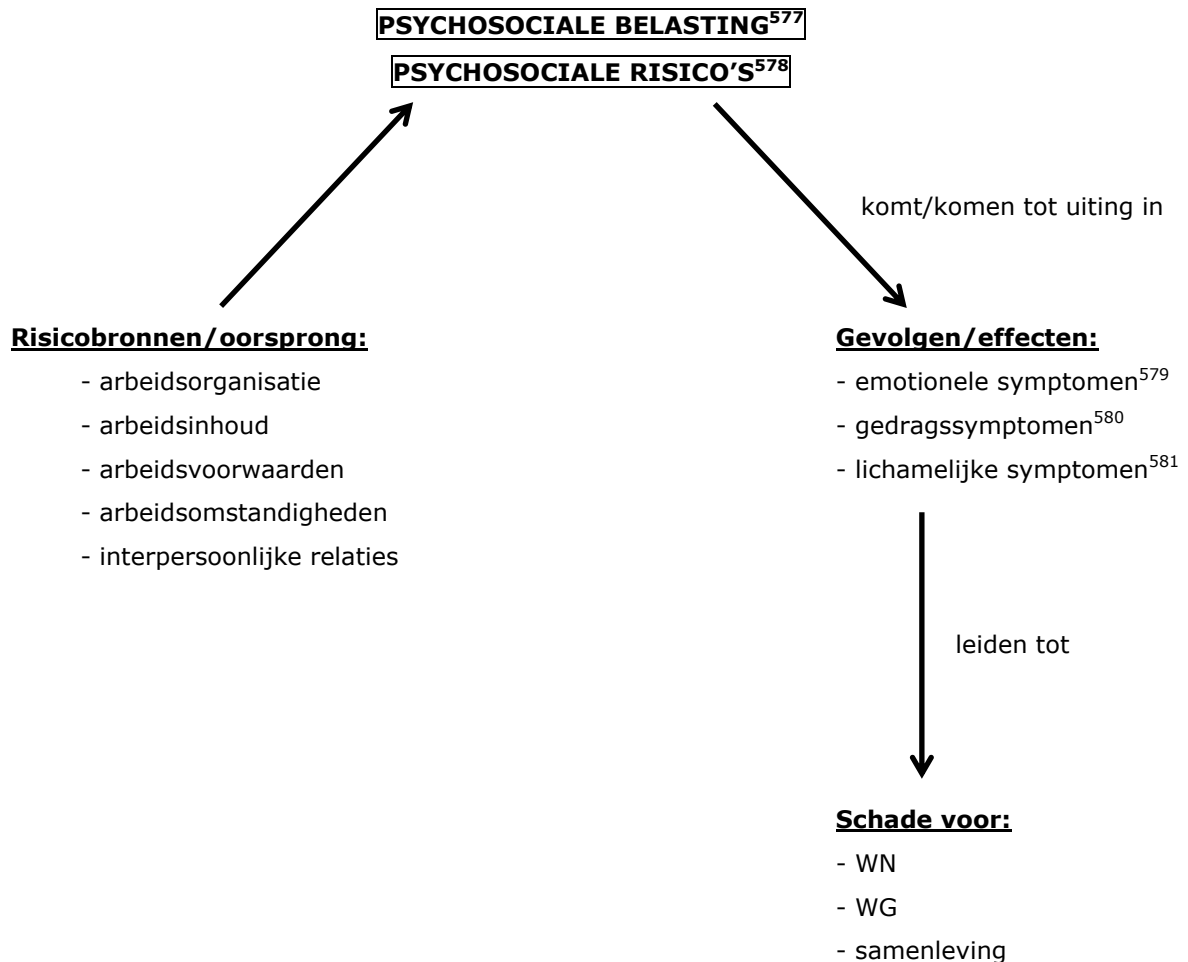 PSYCHOSOCIALE BELASTING577
PSYCHOSOCIALE RISICO’S578
komt/komen tot uiting in
Risicobronnen/oorsprong:
- arbeidsorganisatie
- arbeidsinhoud
- arbeidsvoorwaarden
- arbeidsomstandigheden
- interpersoonlijke relaties
Gevolgen/effecten:
- emotionele symptomen579
- gedragssymptomen580
- lichamelijke symptomen581
leiden tot
Schade voor:
- WN
- WG
- samenleving